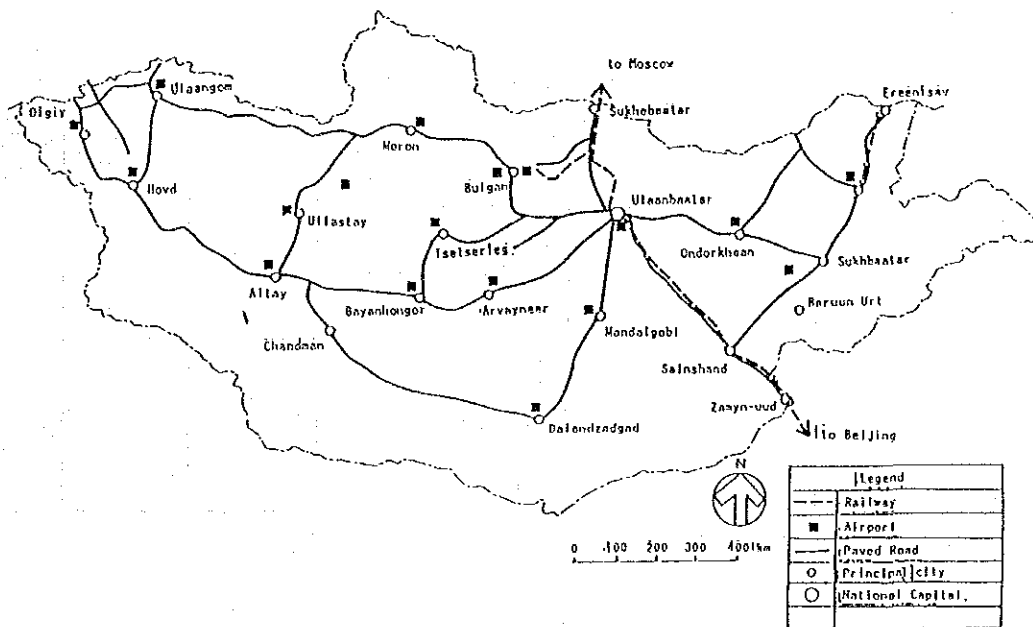 to Moscow
Ereentsav
Ulaangom
Sukhebaatar
Olgiy
Moron
Hovd
Bulgan
Ulaanbaatar
Uliastay
Tsetserleg
Ondorkhaan
Sukhbaatar
Altay
Bayanhongor
Arvayheer
Baruun Urt
Mandalgobi
Chandman
Sainshand
Zamyn-uud
Dalandzadgad
to Beijing
N
0 100 200 300 400km
Legend
Railway
Airport
Paved Road
Principal city
National Capital.